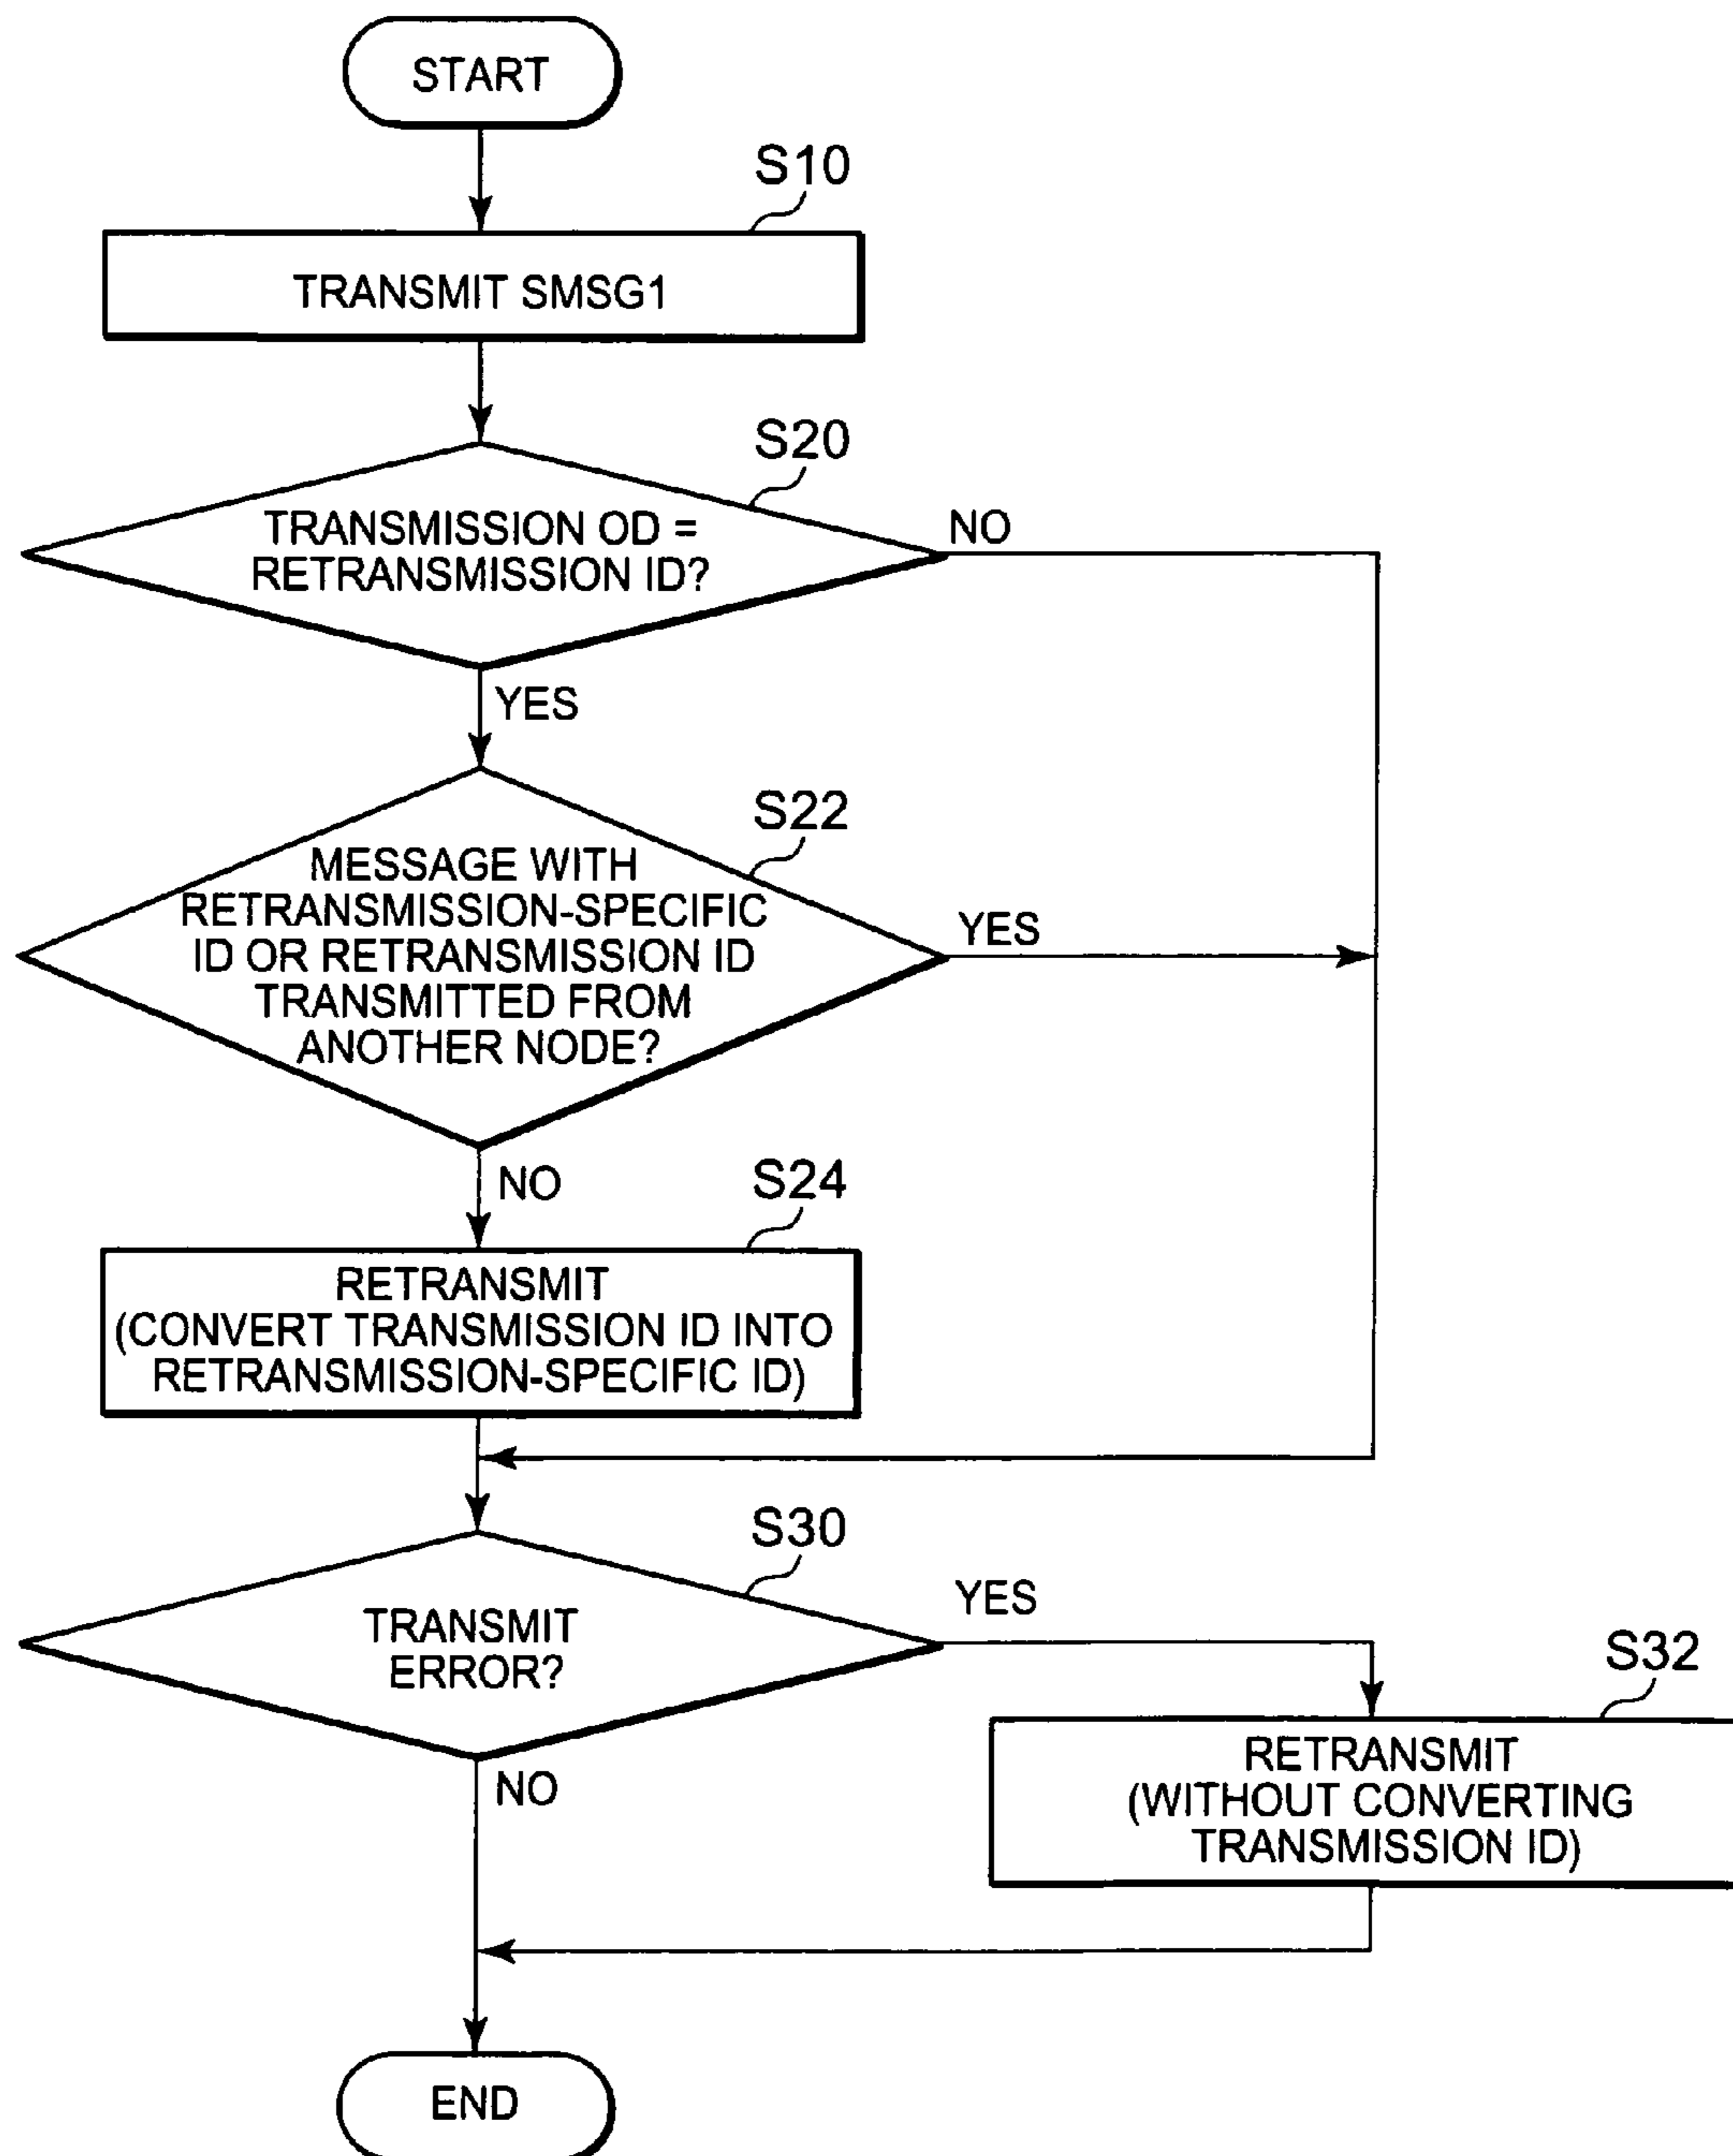 START
S10
TRANSMIT SMSG1
S20
TRANSMISSION OD =
RETRANSMISSION ID?
NO
YES
S22
MESSAGE WITH
RETRANSMISSION-SPECIFIC
ID OR RETRANSMISSION ID
TRANSMITTED FROM
ANOTHER NODE?
YES
NO
S24
RETRANSMIT
(CONVERT TRANSMISSION ID INTO
RETRANSMISSION-SPECIFIC ID)
S30
TRANSMIT
ERROR?
YES
S32
RETRANSMIT
(WITHOUT CONVERTING
TRANSMISSION ID)
NO
END